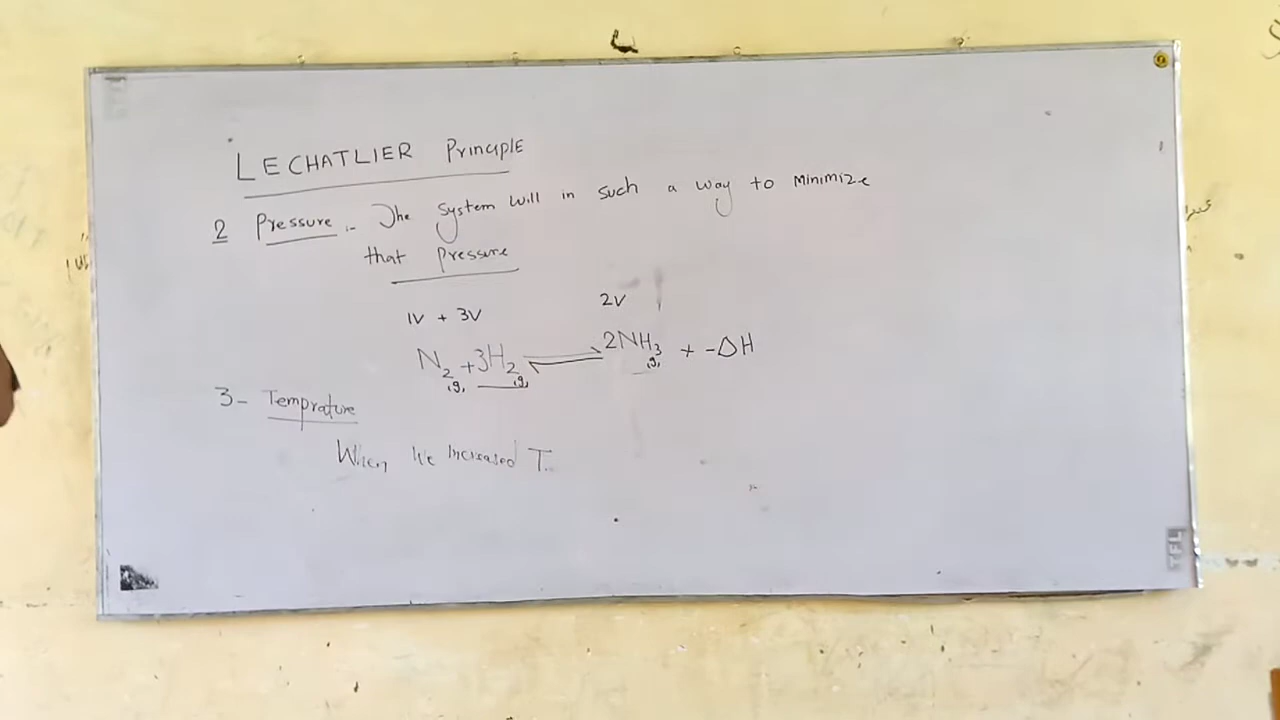 LECHATLIER Principle
2 Pressure :- The system will in such a way to minimize
that Pressure
1V + 3V 2V
N2(g) + 3H2(g) ⇌ 2NH3(g) + -ΔH
3- Temprature
When We Increased T..
TFL